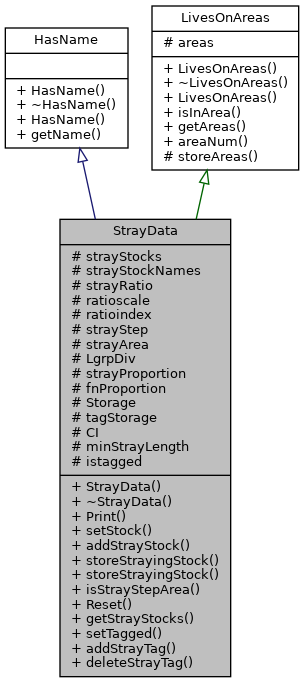 HasName
+ HasName()
+ ~HasName()
+ HasName()
+ getName()
LivesOnAreas
# areas
+ LivesOnAreas()
+ ~LivesOnAreas()
+ LivesOnAreas()
+ isInArea()
+ getAreas()
+ areaNum()
# storeAreas()
StrayData
# strayStocks
# strayStockNames
# strayRatio
# ratioscale
# ratioindex
# strayStep
# strayArea
# LgrpDiv
# strayProportion
# fnProportion
# Storage
# tagStorage
# CI
# minStrayLength
# istagged
+ StrayData()
+ ~StrayData()
+ Print()
+ setStock()
+ addStrayStock()
+ storeStrayingStock()
+ storeStrayingStock()
+ isStrayStepArea()
+ Reset()
+ getStrayStocks()
+ setTagged()
+ addStrayTag()
+ deleteStrayTag()